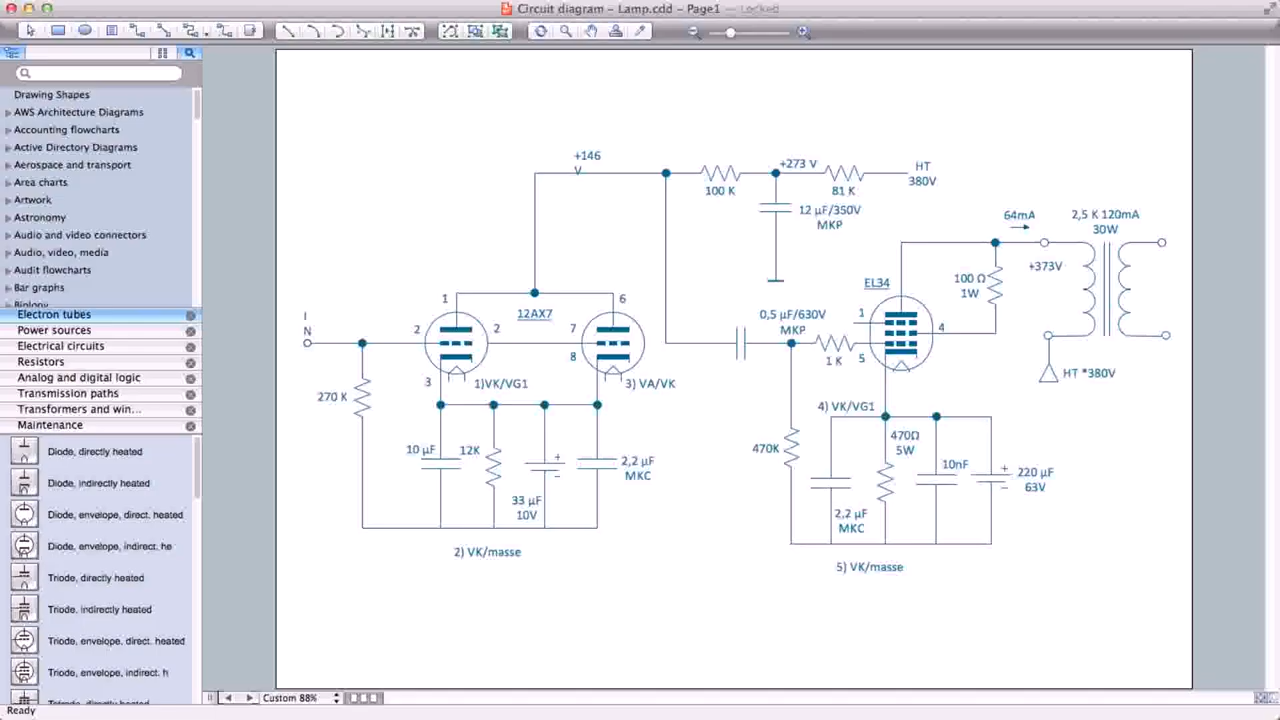 Circuit diagram - Lamp.cdd - Page1 - Locked
Drawing Shapes
AWS Architecture Diagrams
Accounting flowcharts
Active Directory Diagrams
Aerospace and transport
Area charts
Artwork
Astronomy
Audio and video connectors
Audio, video, media
Audit flowcharts
Bar graphs
Biology
Electron tubes
Power sources
Electrical circuits
Resistors
Analog and digital logic
Transmission paths
Transformers and win...
Maintenance
Diode, directly heated
Diode, indirectly heated
Diode, envelope, direct. heated
Diode, envelope, indirect. he
Triode, directly heated
Triode, indirectly heated
Triode, envelope, direct. heated
Triode, envelope, indirect. h
Tetrode, directly heated
+146
V
100 K
+273 V
81 K
HT
380V
12 µF/350V
MKP
64mA
2,5 K 120mA
30W
+373V
100 Ω
1W
EL34
1
4
5
HT *380V
I
N
1
2
2
3
12AX7
6
7
8
1)VK/VG1
3) VA/VK
0,5 µF/630V
MKP
1 K
270 K
10 µF
12K
33 µF
10V
+
-
2,2 µF
MKC
2) VK/masse
4) VK/VG1
470K
2,2 µF
MKC
470Ω
5W
10nF
+
-
220 µF
63V
5) VK/masse
Custom 88%
Ready